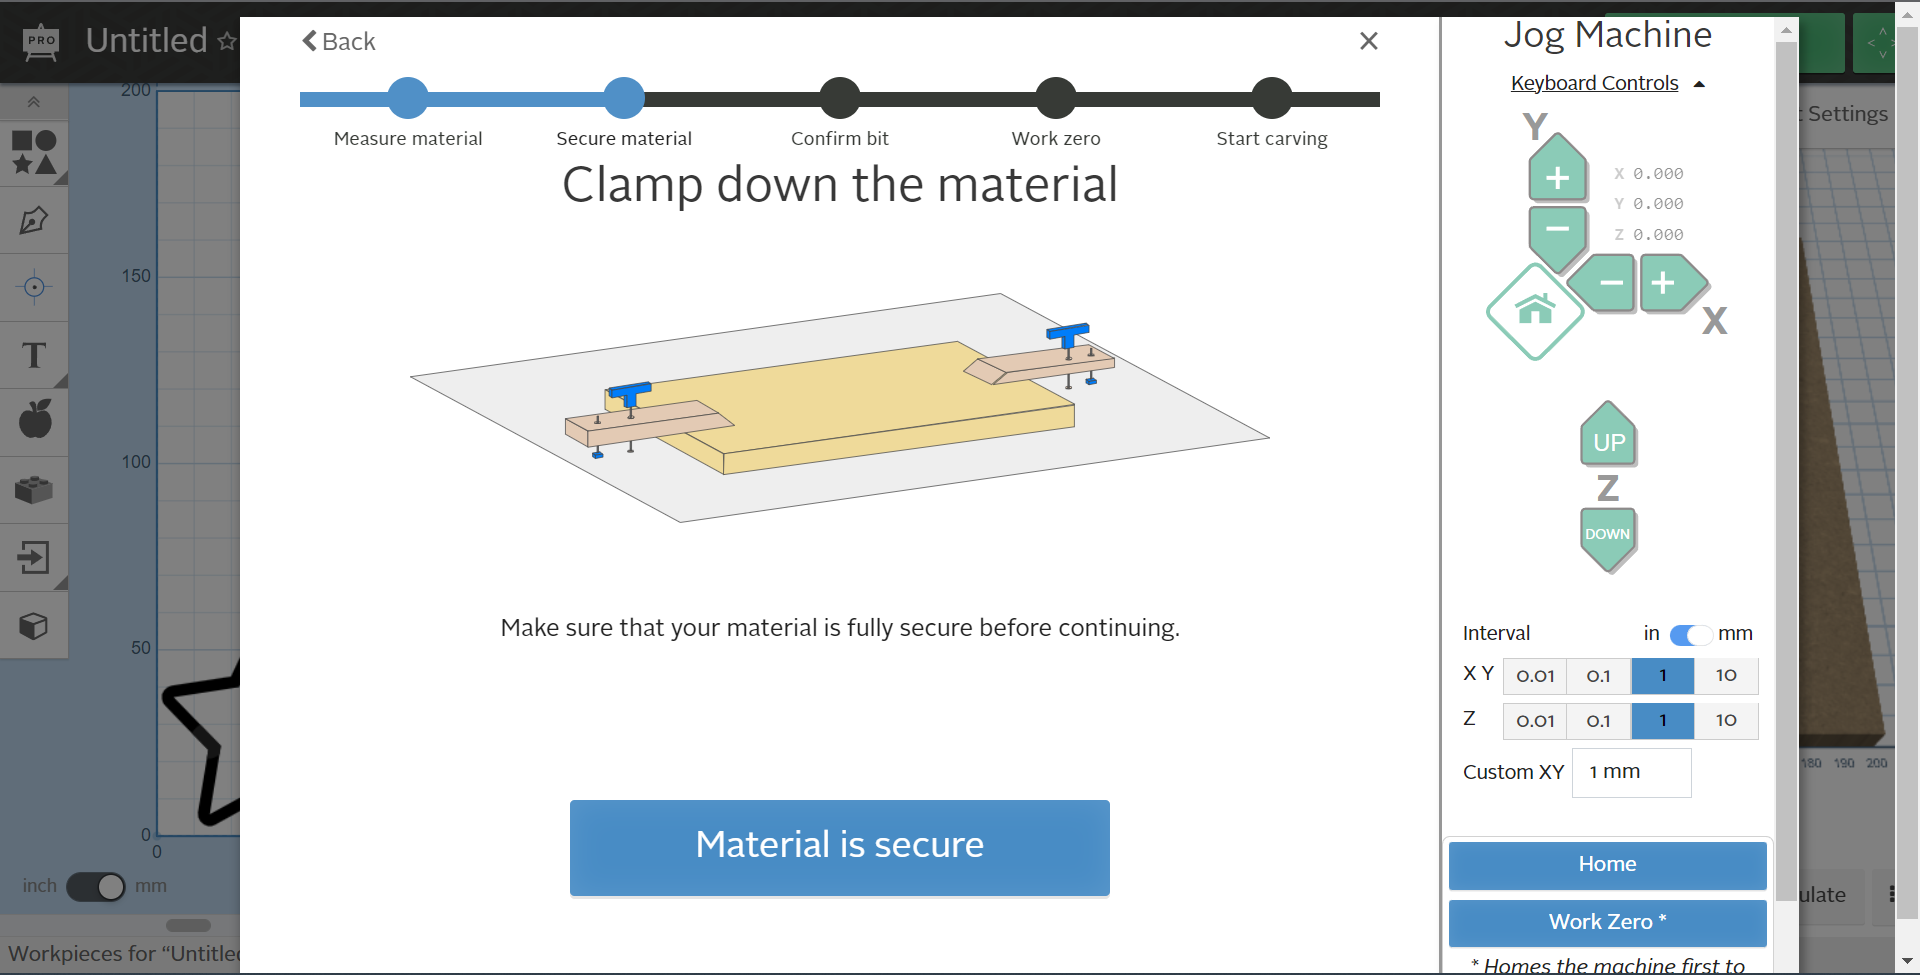 PRO
Untitled
Back
Measure material
Secure material
Confirm bit
Work zero
Start carving
Clamp down the material
Make sure that your material is fully secure before continuing.
Material is secure
Jog Machine
Keyboard Controls
Y
X 0.000
Y 0.000
Z 0.000
X
UP
Z
DOWN
Interval
in mm
X Y 0.01 0.1 1 10
Z 0.01 0.1 1 10
Custom XY 1 mm
Home
Work Zero *
* Homes the machine first to
200
150
100
50
0
0
T
inch mm
Workpieces for “Untitled
Settings
180 190 200
ulate